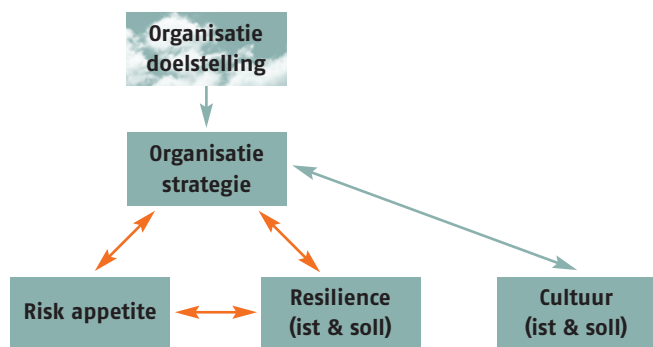 Organisatie
doelstelling
Organisatie
strategie
Risk appetite
Resilience
(ist & soll)
Cultuur
(ist & soll)